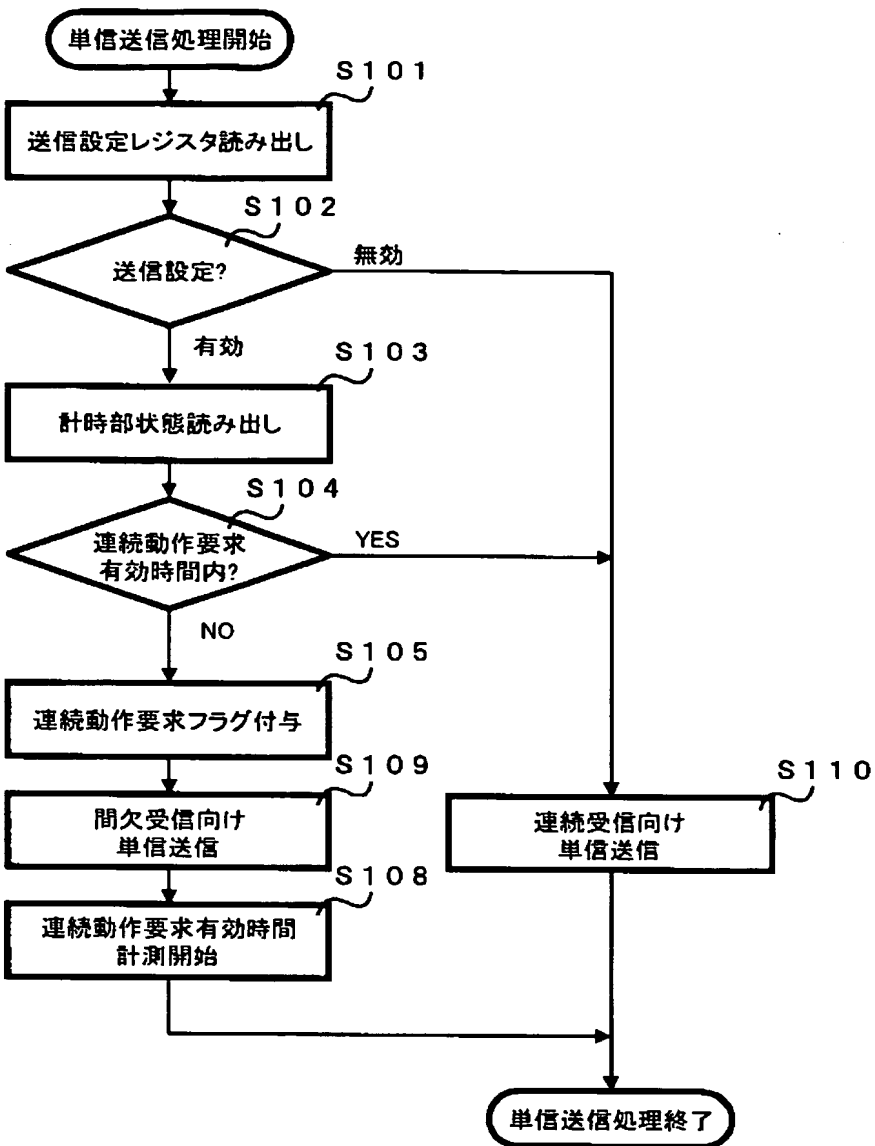 単信送信処理開始
S101
送信設定レジスタ読み出し
S102
送信設定?
無効
有効
S103
計時部状態読み出し
S104
連続動作要求
有効時間内?
YES
NO
S105
連続動作要求フラグ付与
S109
間欠受信向け
単信送信
S110
連続受信向け
単信送信
S108
連続動作要求有効時間
計測開始
単信送信処理終了